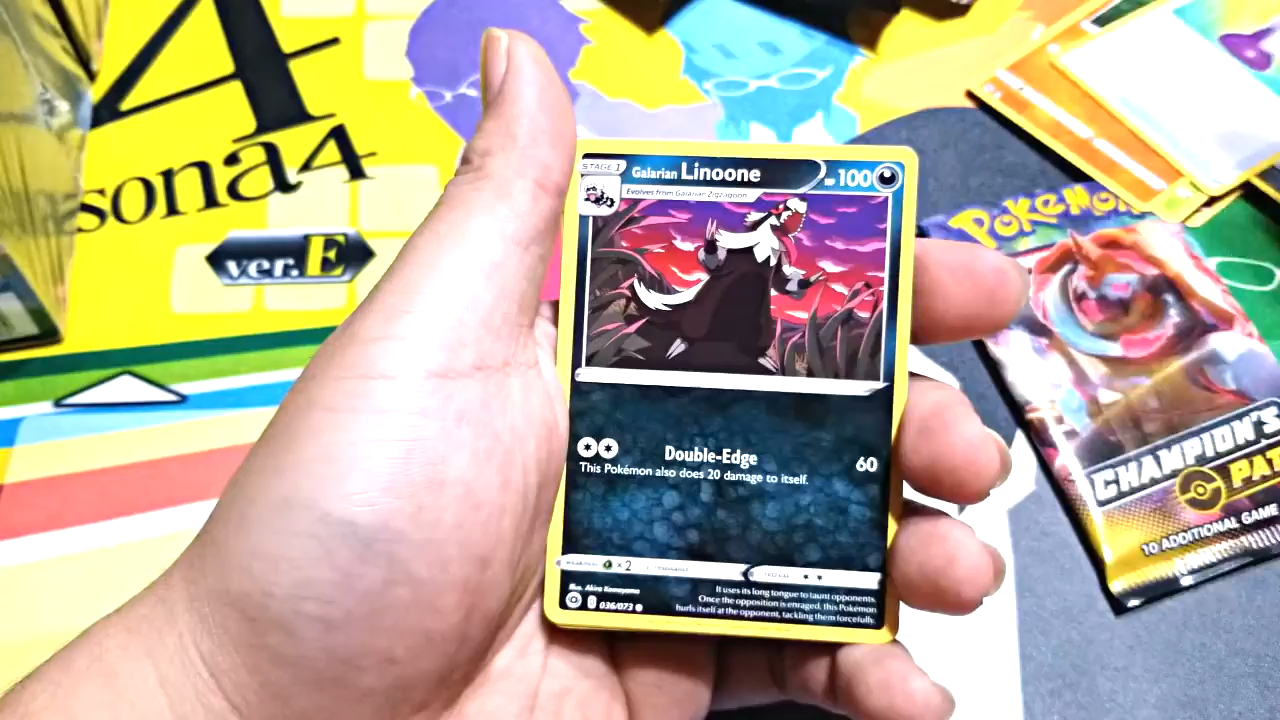 4
sona4
ver.E
STAGE 1
Galarian Linoone
HP 100
Evolves from Galarian Zigzagoon
Double-Edge 60
This Pokémon also does 20 damage to itself.
×2
Illus. Akira Komayama
036/073
It uses its long tongue to taunt opponents.
Once the opposition is enraged, this Pokémon
hurls itself at the opponent, tackling them forcefully.
POKéMON
CHAMPION'S
PAT
10 ADDITIONAL GAME